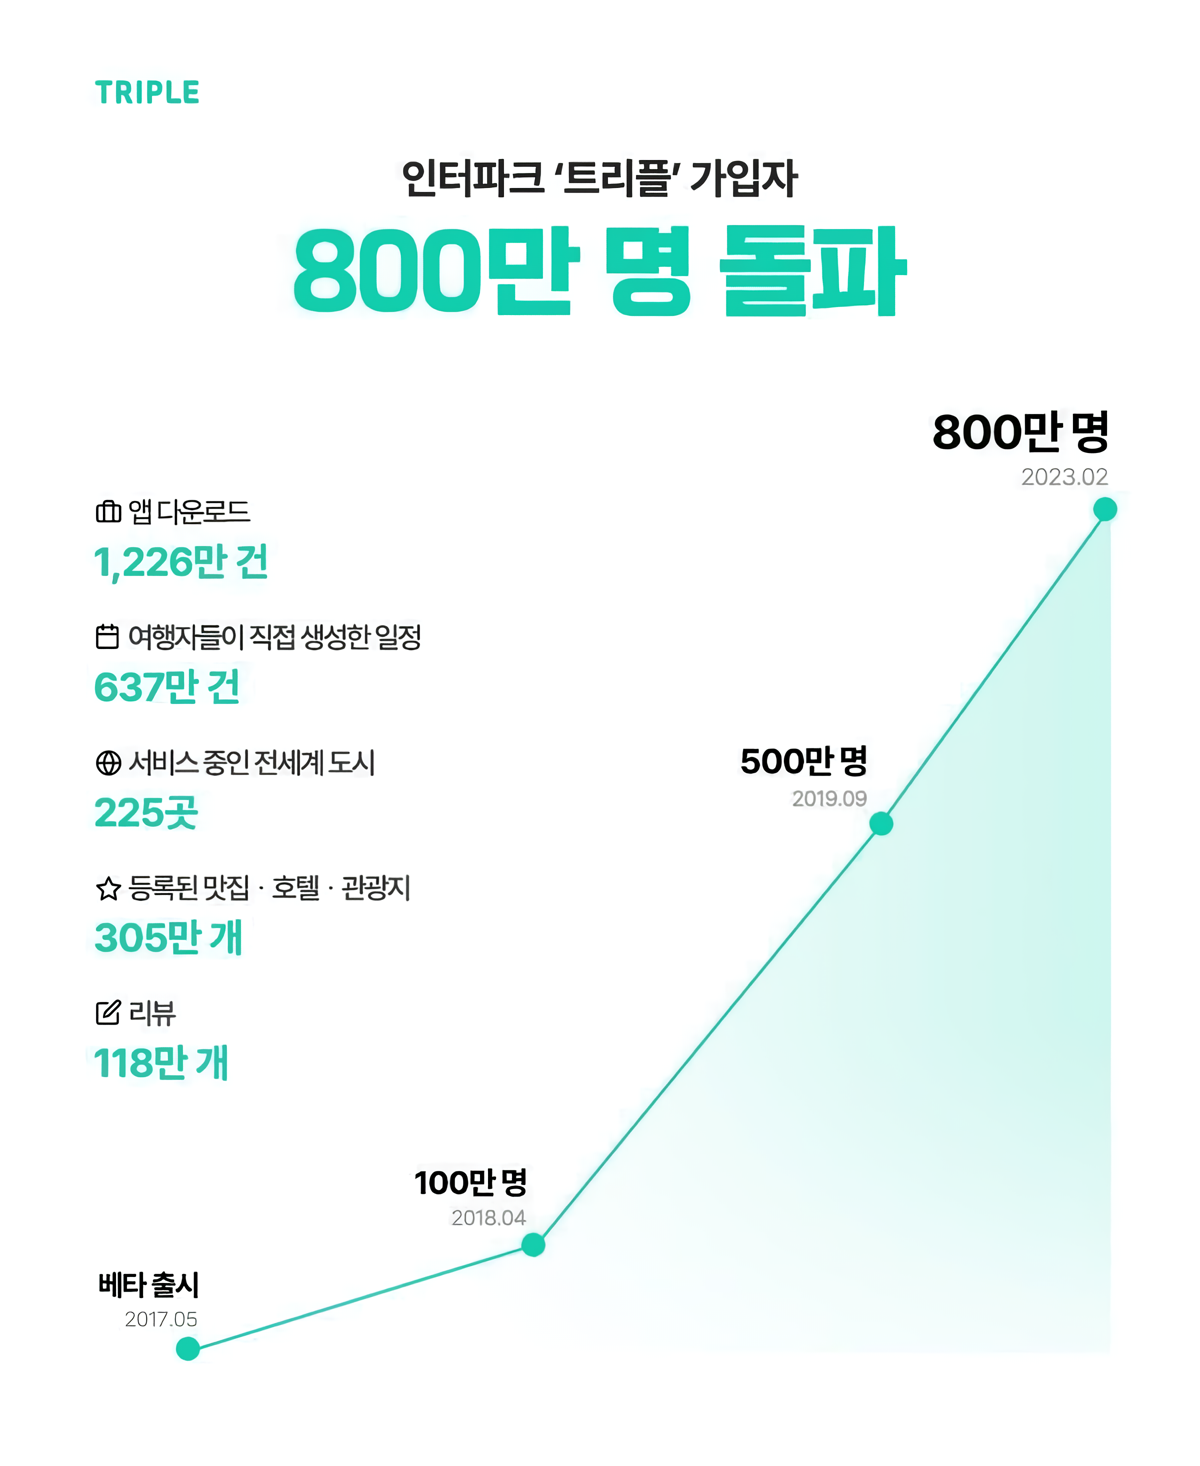 TRIPLE
인터파크 ‘트리플’ 가입자
800만 명 돌파
앱 다운로드
1,226만 건
여행자들이 직접 생성한 일정
637만 건
서비스 중인 전세계 도시
225곳
등록된 맛집 · 호텔 · 관광지
305만 개
리뷰
118만 개
베타 출시
2017.05
100만 명
2018.04
500만 명
2019.09
800만 명
2023.02